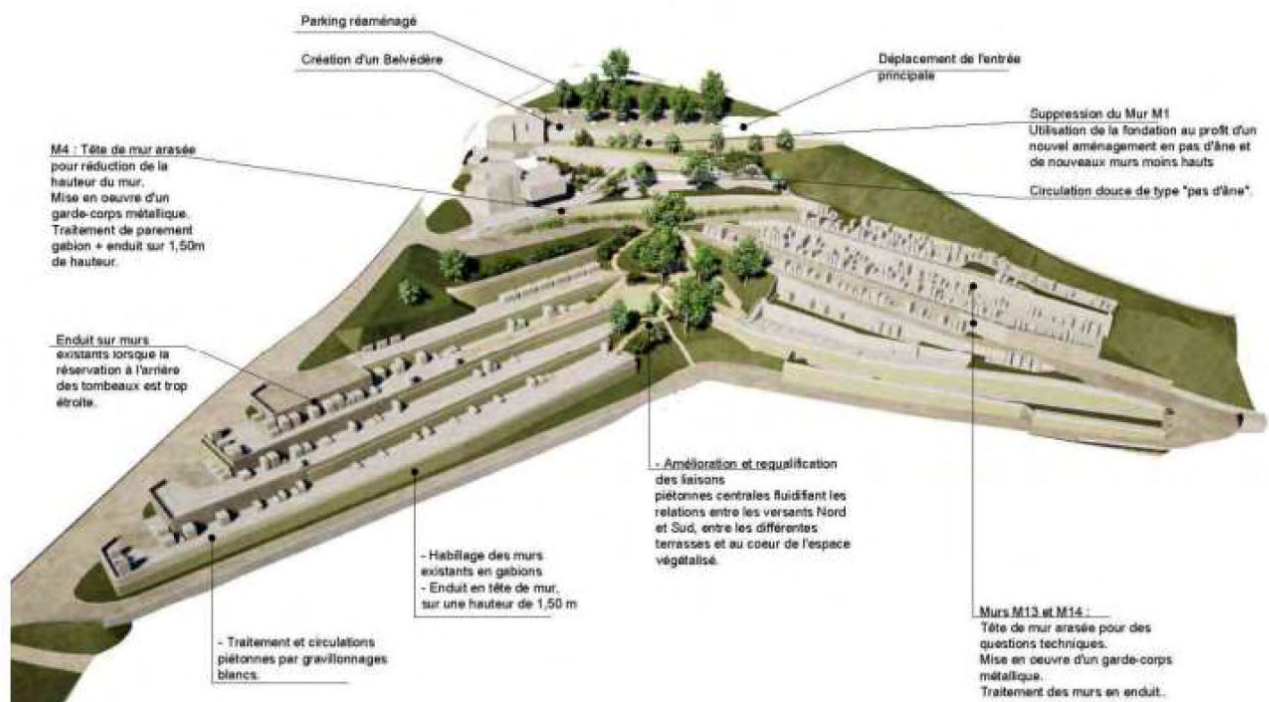 Parking réaménagé
Création d'un Belvédère
Déplacement de l'entrée
principale
Suppression du Mur M1
Utilisation de la fondation au profit d'un
nouvel aménagement en pas d'âne et
de nouveaux murs moins hauts
Circulation douce de type "pas d'âne".
M4 : Tête de mur arasée
pour réduction de la
hauteur du mur.
Mise en oeuvre d'un
garde-corps métallique.
Traitement de parement
gabion + enduit sur 1,50m
de hauteur.
Enduit sur murs
existants lorsque la
réservation à l'arrière
des tombeaux est trop
étroite.
- Amélioration et requalification
des liaisons
piétonnes centrales fluidifiant les
relations entre les versants Nord
et Sud, entre les différentes
terrasses et au coeur de l'espace
végétalisé.
- Habillage des murs
existants en gabions
- Enduit en tête de mur,
sur une hauteur de 1,50 m
- Traitement et circulations
piétonnes par gravillonnages
blancs.
Murs M13 et M14 :
Tête de mur arasée pour des
questions techniques.
Mise en oeuvre d'un garde-corps
métallique.
Traitement des murs en enduit..